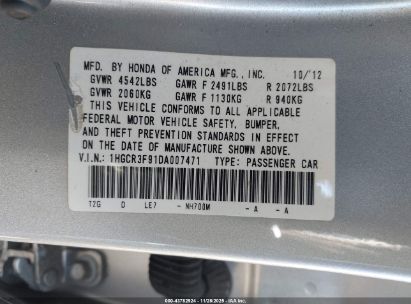 MFD. BY HONDA OF AMERICA MFG., INC. 10/12
GVWR 4542LBS GAWR F 2491LBS R 2072LBS
GVWR 2060KG GAWR F 1130KG R 940KG
THIS VEHICLE CONFORMS TO ALL APPLICABLE
FEDERAL MOTOR VEHICLE SAFETY, BUMPER,
AND THEFT PREVENTION STANDARDS IN EFFECT
ON THE DATE OF MANUFACTURE SHOWN ABOVE.
V.I.N.: 1HGCR3F91DA007471 TYPE: PASSENGER CAR
T2G D LE7 - NH700M -A -A